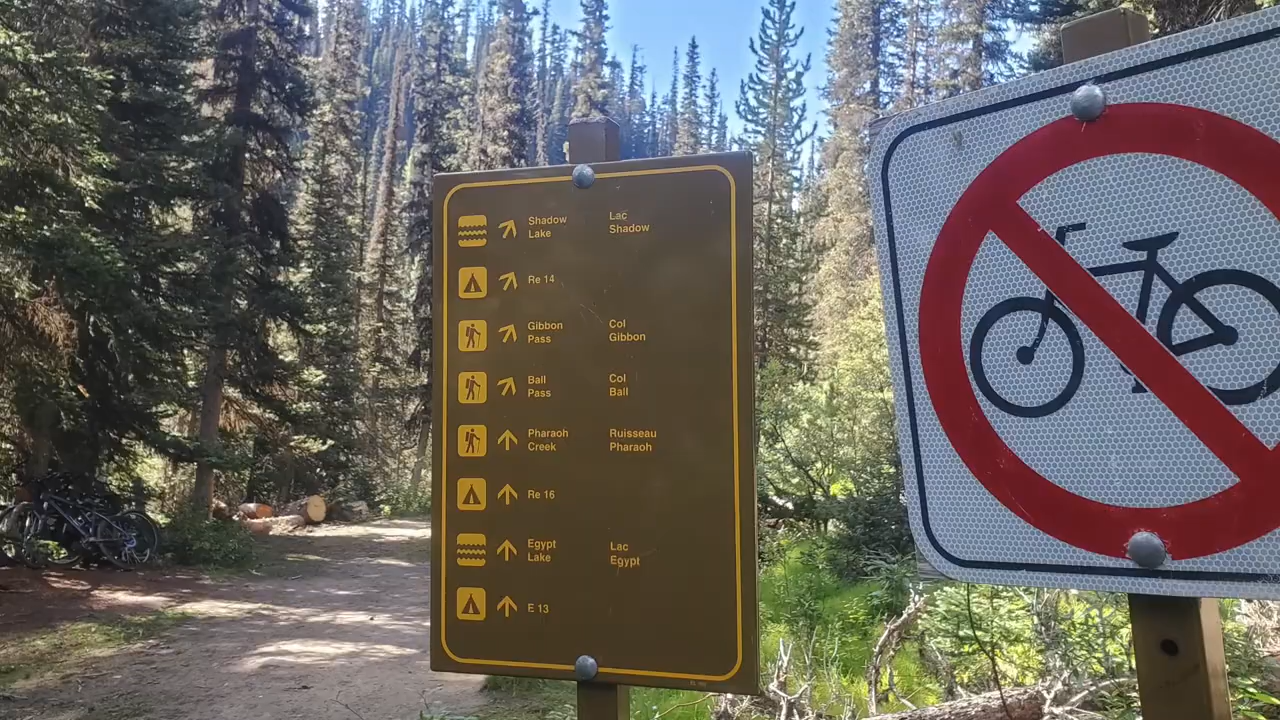 Shadow
Lake
Lac
Shadow
Re 14
Gibbon
Pass
Col
Gibbon
Ball
Pass
Col
Ball
Pharaoh
Creek
Ruisseau
Pharaoh
Re 16
Egypt
Lake
Lac
Egypt
E 13